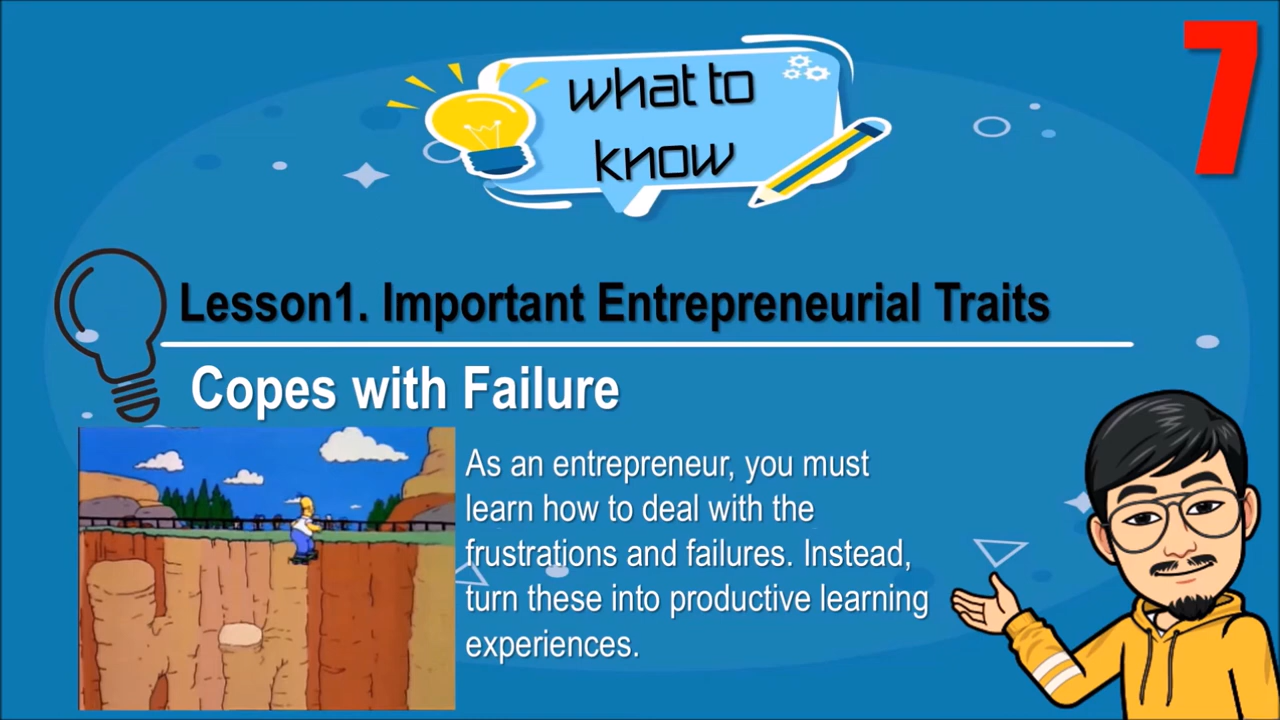 what to
know
7
Lesson1. Important Entrepreneurial Traits
Copes with Failure
As an entrepreneur, you must
learn how to deal with the
frustrations and failures. Instead,
turn these into productive learning
experiences.